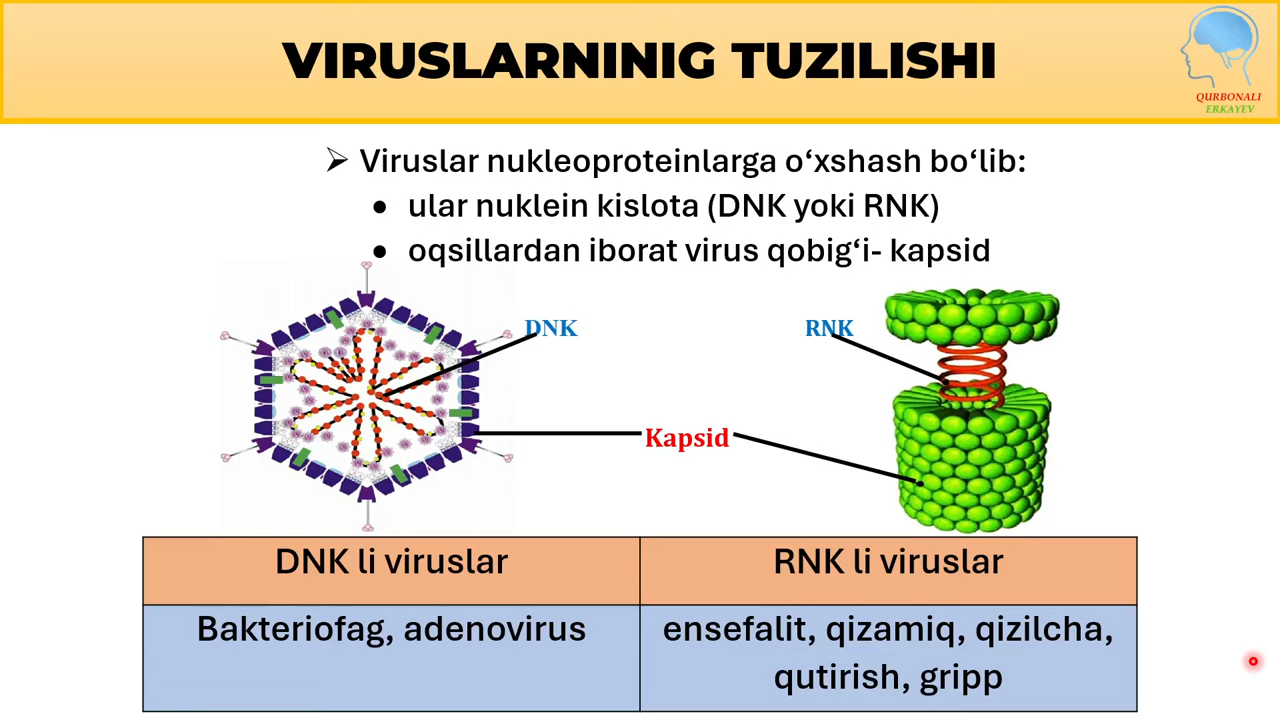 VIRUSLARNINIG TUZILISHI
QURBONALI
ERKAYEV
➢ Viruslar nukleoproteinlarga o‘xshash bo‘lib:
• ular nuklein kislota (DNK yoki RNK)
• oqsillardan iborat virus qobig‘i- kapsid
DNK
RNK
Kapsid
DNK li viruslar
RNK li viruslar
Bakteriofag, adenovirus
ensefalit, qizamiq, qizilcha,
qutirish, gripp